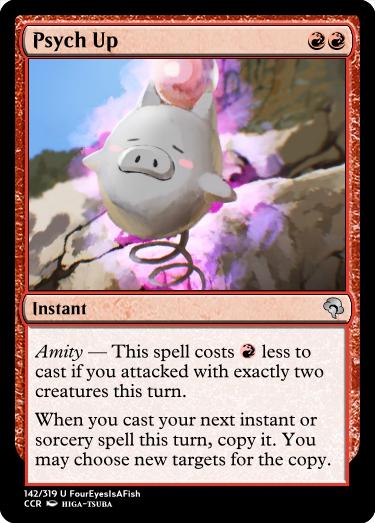 Psych Up
Instant
Amity — This spell costs less to
cast if you attacked with exactly two
creatures this turn.
When you cast your next instant or
sorcery spell this turn, copy it. You
may choose new targets for the copy.
142/319 U FourEyesIsAFish
CCR HIGA-TSUBA